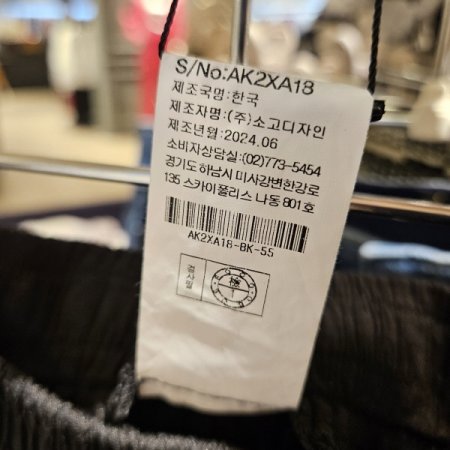 S/No:AK2XA18
제조국명:한국
제조자명:(주)소고디자인
제조년월:2024.06
소비자상담실:(02)773-5454
경기도 하남시 미사강변한강로
135 스카이폴리스 나동 801호
AK2XA18-BK-55
검사필